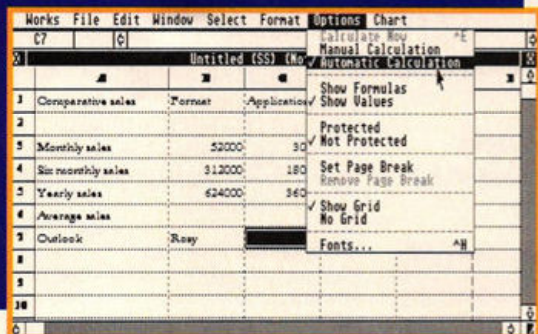 Works File Edit Window Select Format Options Chart
C7
Calculate Now ^E
Manual Calculation
✓ Automatic Calculation
Show Formulas
✓ Show Values
Protected
✓ Not Protected
Set Page Break
Remove Page Break
✓ Show Grid
No Grid
Fonts... ^H
Untitled (SS) (No
A B C
1 Comparative sales Format Application
2
3 Monthly sales 52000 30
4 Six monthly sales 312000 180
5 Yearly sales 624000 360
6 Average sales
7 Outlook Rosy
8
9
10